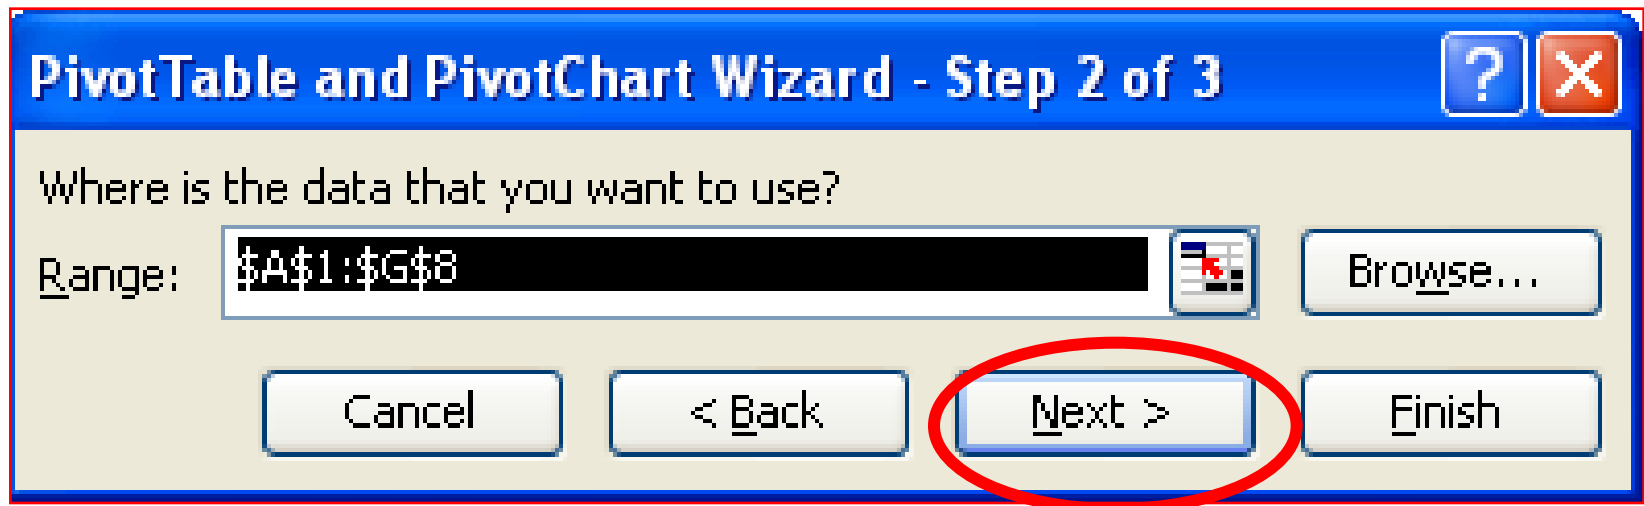 PivotTable and PivotChart Wizard - Step 2 of 3 ?
Where is the data that you want to use?
Range: $A$1:$G$8 Browse...
Cancel < Back Next > Finish